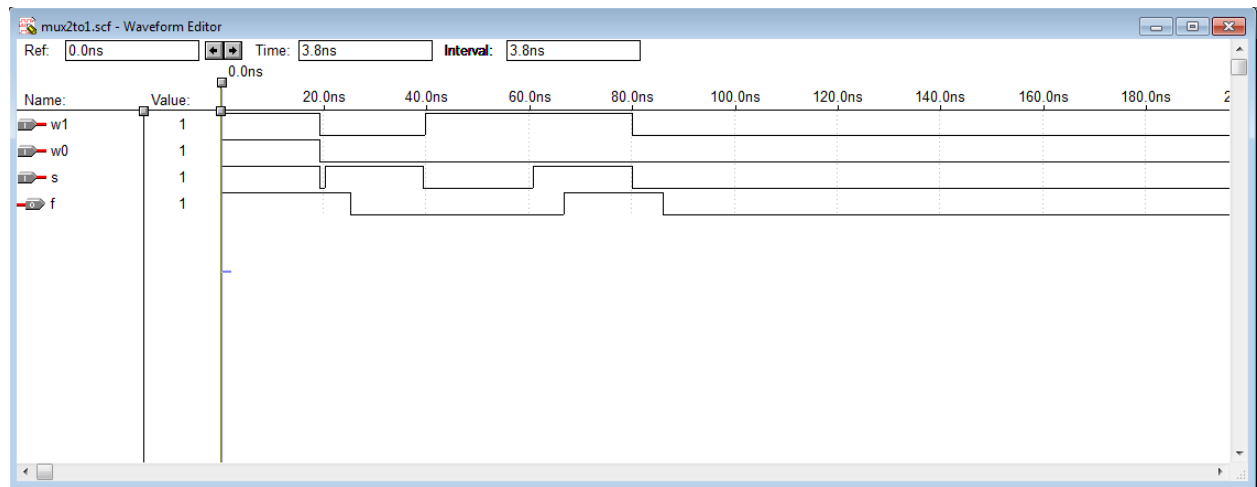 mux2to1.scf - Waveform Editor
Ref: 0.0ns Time: 3.8ns Interval: 3.8ns
0.0ns
Name: Value: 20.0ns 40.0ns 60.0ns 80.0ns 100.0ns 120.0ns 140.0ns 160.0ns 180.0ns 2
w1 1
w0 1
s 1
f 1